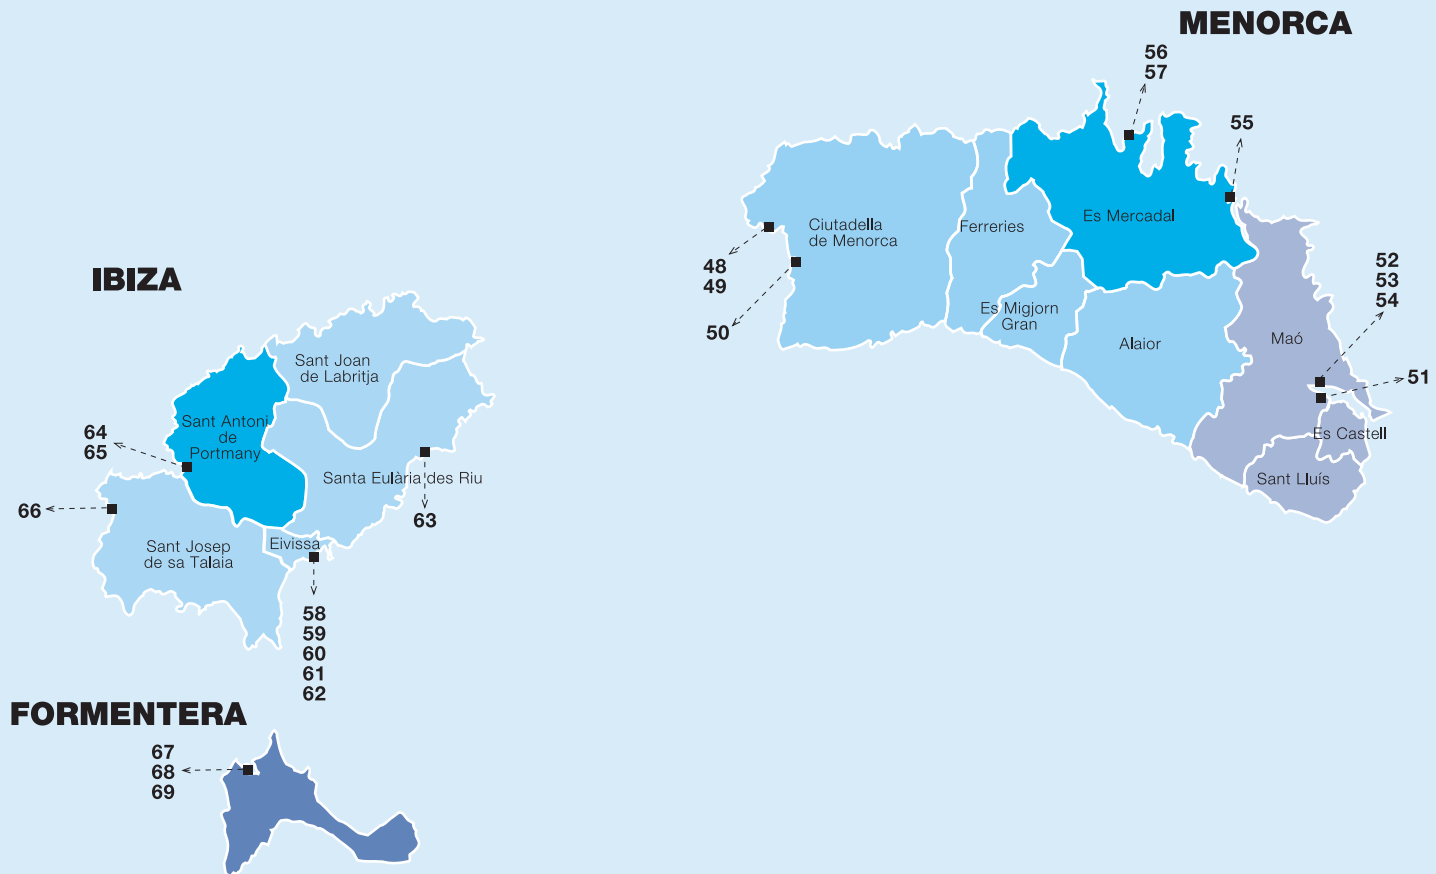 MENORCA
56
57
55
Ciutadella
de Menorca
Ferreries
Es Mercadal
48
49
50
52
53
54
Es Migjorn
Gran
Alaior
Maó
51
Es Castell
Sant Lluís
IBIZA
Sant Joan
de Labritja
Sant Antoni
de
Portmany
64
65
Santa Eulària des Riu
66
63
Sant Josep
de sa Talaia
Eivissa
58
59
60
61
62
FORMENTERA
67
68
69